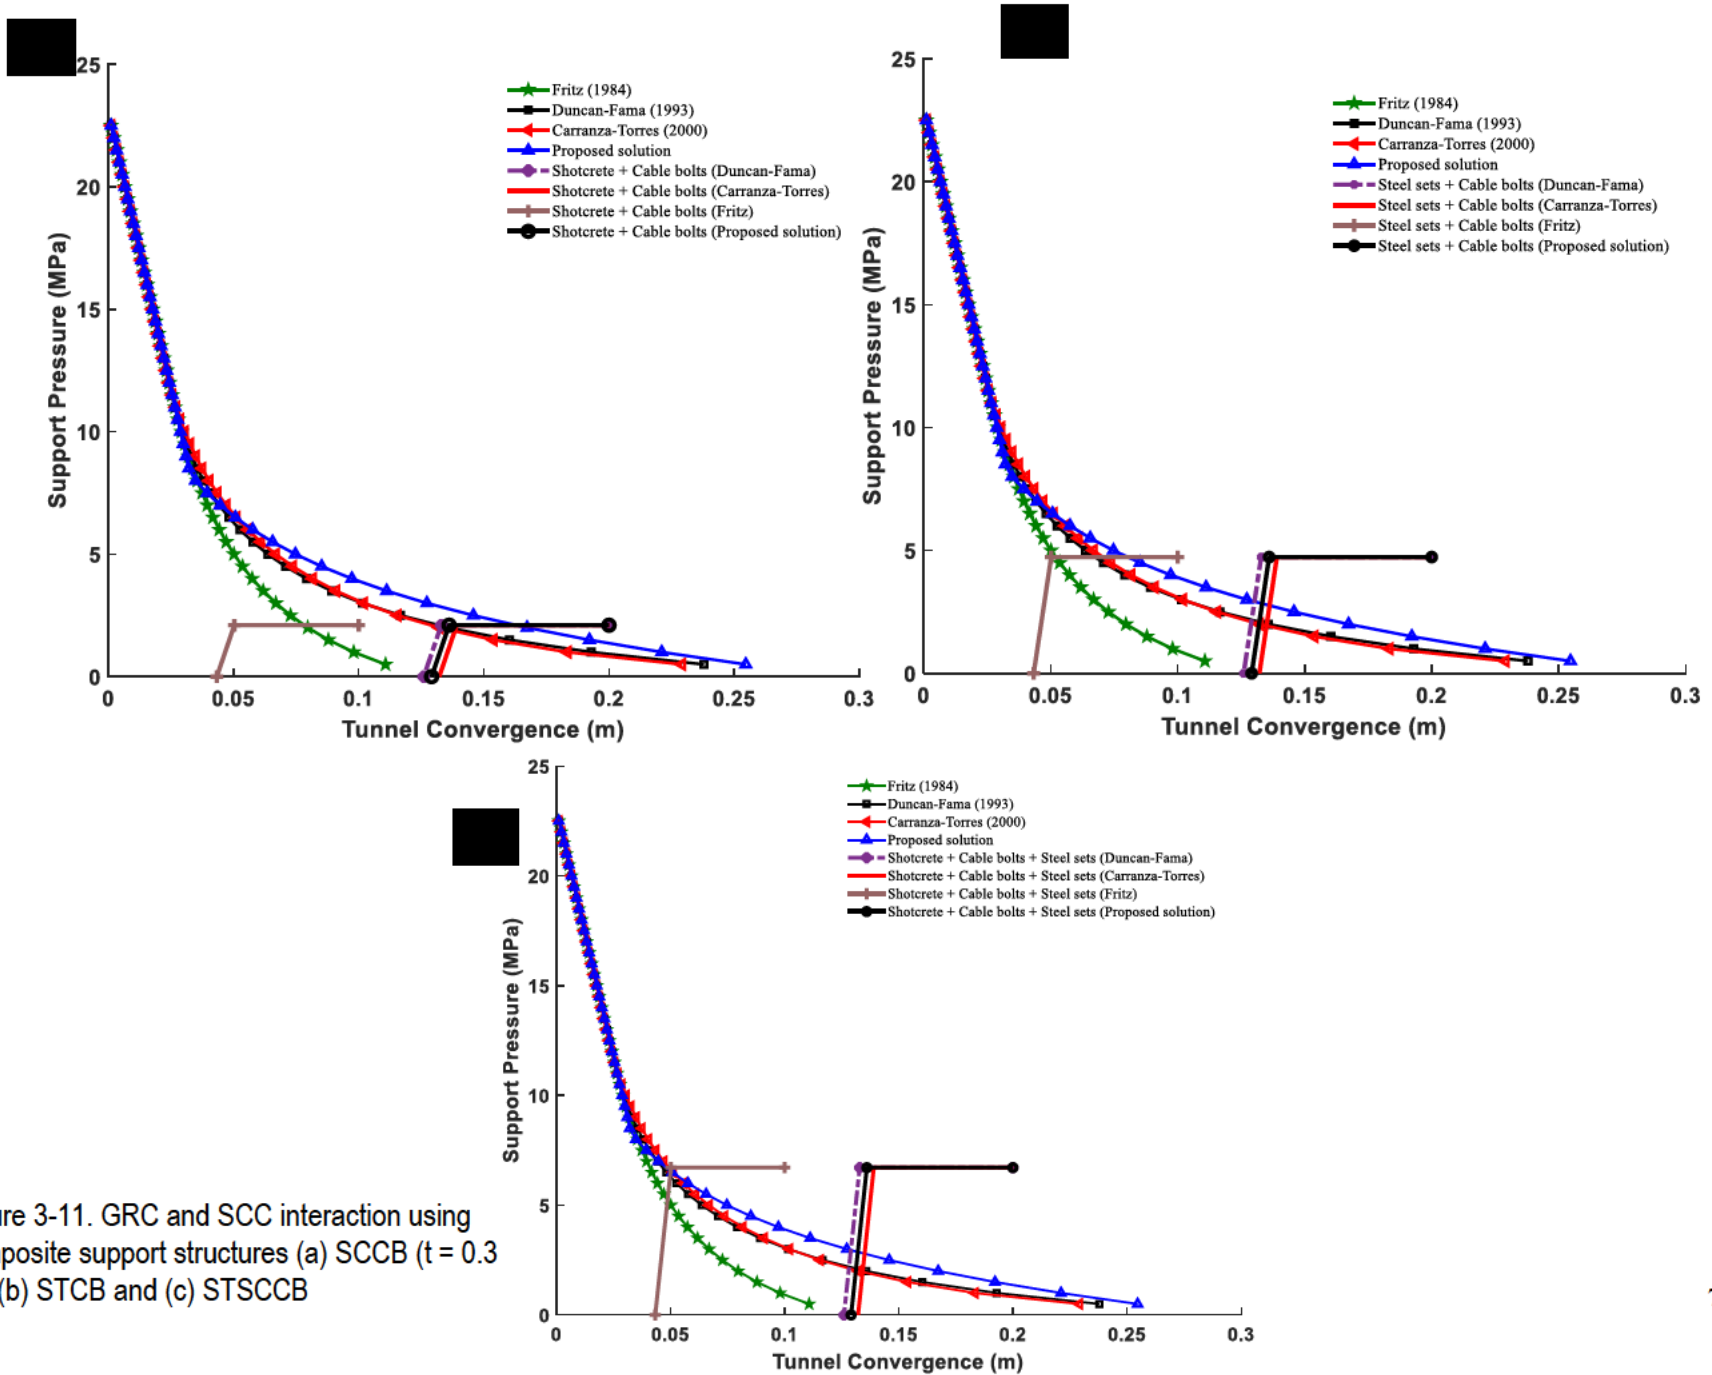 25
20
15
10
5
0
0 0.05 0.1 0.15 0.2 0.25 0.3
Support Pressure (MPa)
Tunnel Convergence (m)
Fritz (1984)
Duncan-Fama (1993)
Carranza-Torres (2000)
Proposed solution
Shotcrete + Cable bolts (Duncan-Fama)
Shotcrete + Cable bolts (Carranza-Torres)
Shotcrete + Cable bolts (Fritz)
Shotcrete + Cable bolts (Proposed solution)
25
20
15
10
5
0
0 0.05 0.1 0.15 0.2 0.25 0.3
Support Pressure (MPa)
Tunnel Convergence (m)
Fritz (1984)
Duncan-Fama (1993)
Carranza-Torres (2000)
Proposed solution
Steel sets + Cable bolts (Duncan-Fama)
Steel sets + Cable bolts (Carranza-Torres)
Steel sets + Cable bolts (Fritz)
Steel sets + Cable bolts (Proposed solution)
25
20
15
10
5
0
0 0.05 0.1 0.15 0.2 0.25 0.3
Support Pressure (MPa)
Tunnel Convergence (m)
Fritz (1984)
Duncan-Fama (1993)
Carranza-Torres (2000)
Proposed solution
Shotcrete + Cable bolts + Steel sets (Duncan-Fama)
Shotcrete + Cable bolts + Steel sets (Carranza-Torres)
Shotcrete + Cable bolts + Steel sets (Fritz)
Shotcrete + Cable bolts + Steel sets (Proposed solution)
ure 3-11. GRC and SCC interaction using
posite support structures (a) SCCB (t = 0.3
(b) STCB and (c) STSCCB